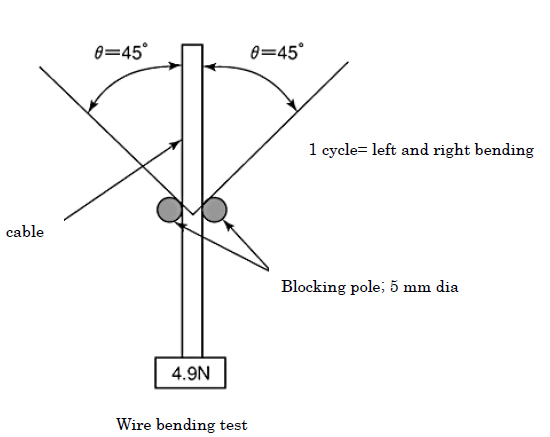 θ=45°
θ=45°
1 cycle= left and right bending
cable
Blocking pole; 5 mm dia
4.9N
Wire bending test